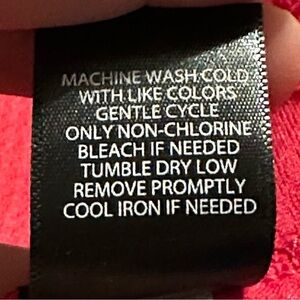 MACHINE WASH COLD
WITH LIKE COLORS
GENTLE CYCLE
ONLY NON-CHLORINE
BLEACH IF NEEDED
TUMBLE DRY LOW
REMOVE PROMPTLY
COOL IRON IF NEEDED